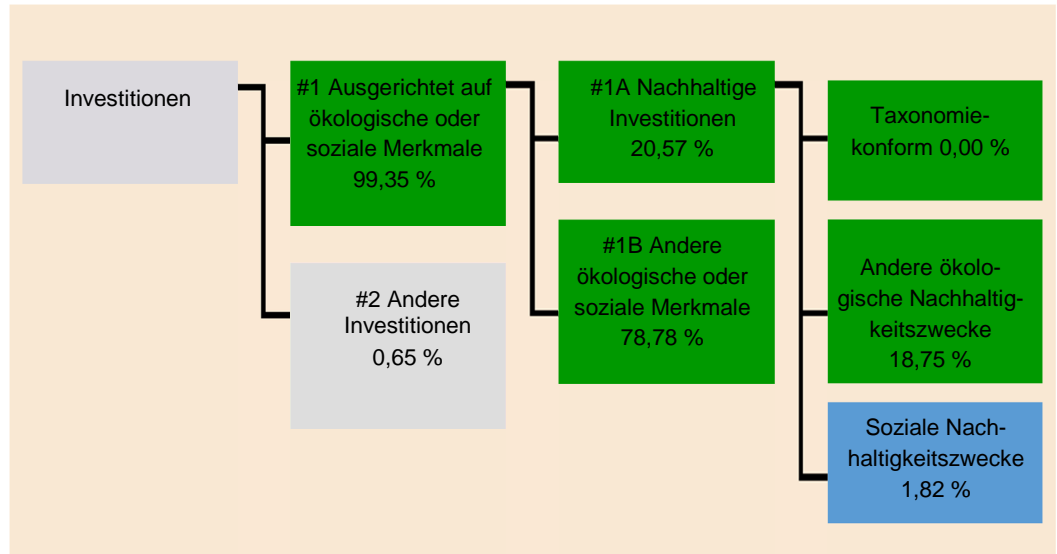 Investitionen
#1 Ausgerichtet auf
ökologische oder
soziale Merkmale
99,35 %
#2 Andere
Investitionen
0,65 %
#1A Nachhaltige
Investitionen
20,57 %
#1B Andere
ökologische oder
soziale Merkmale
78,78 %
Taxonomie-
konform 0,00 %
Andere ökolo-
gische Nachhaltig-
keitszwecke
18,75 %
Soziale Nach-
haltigkeitszwecke
1,82 %